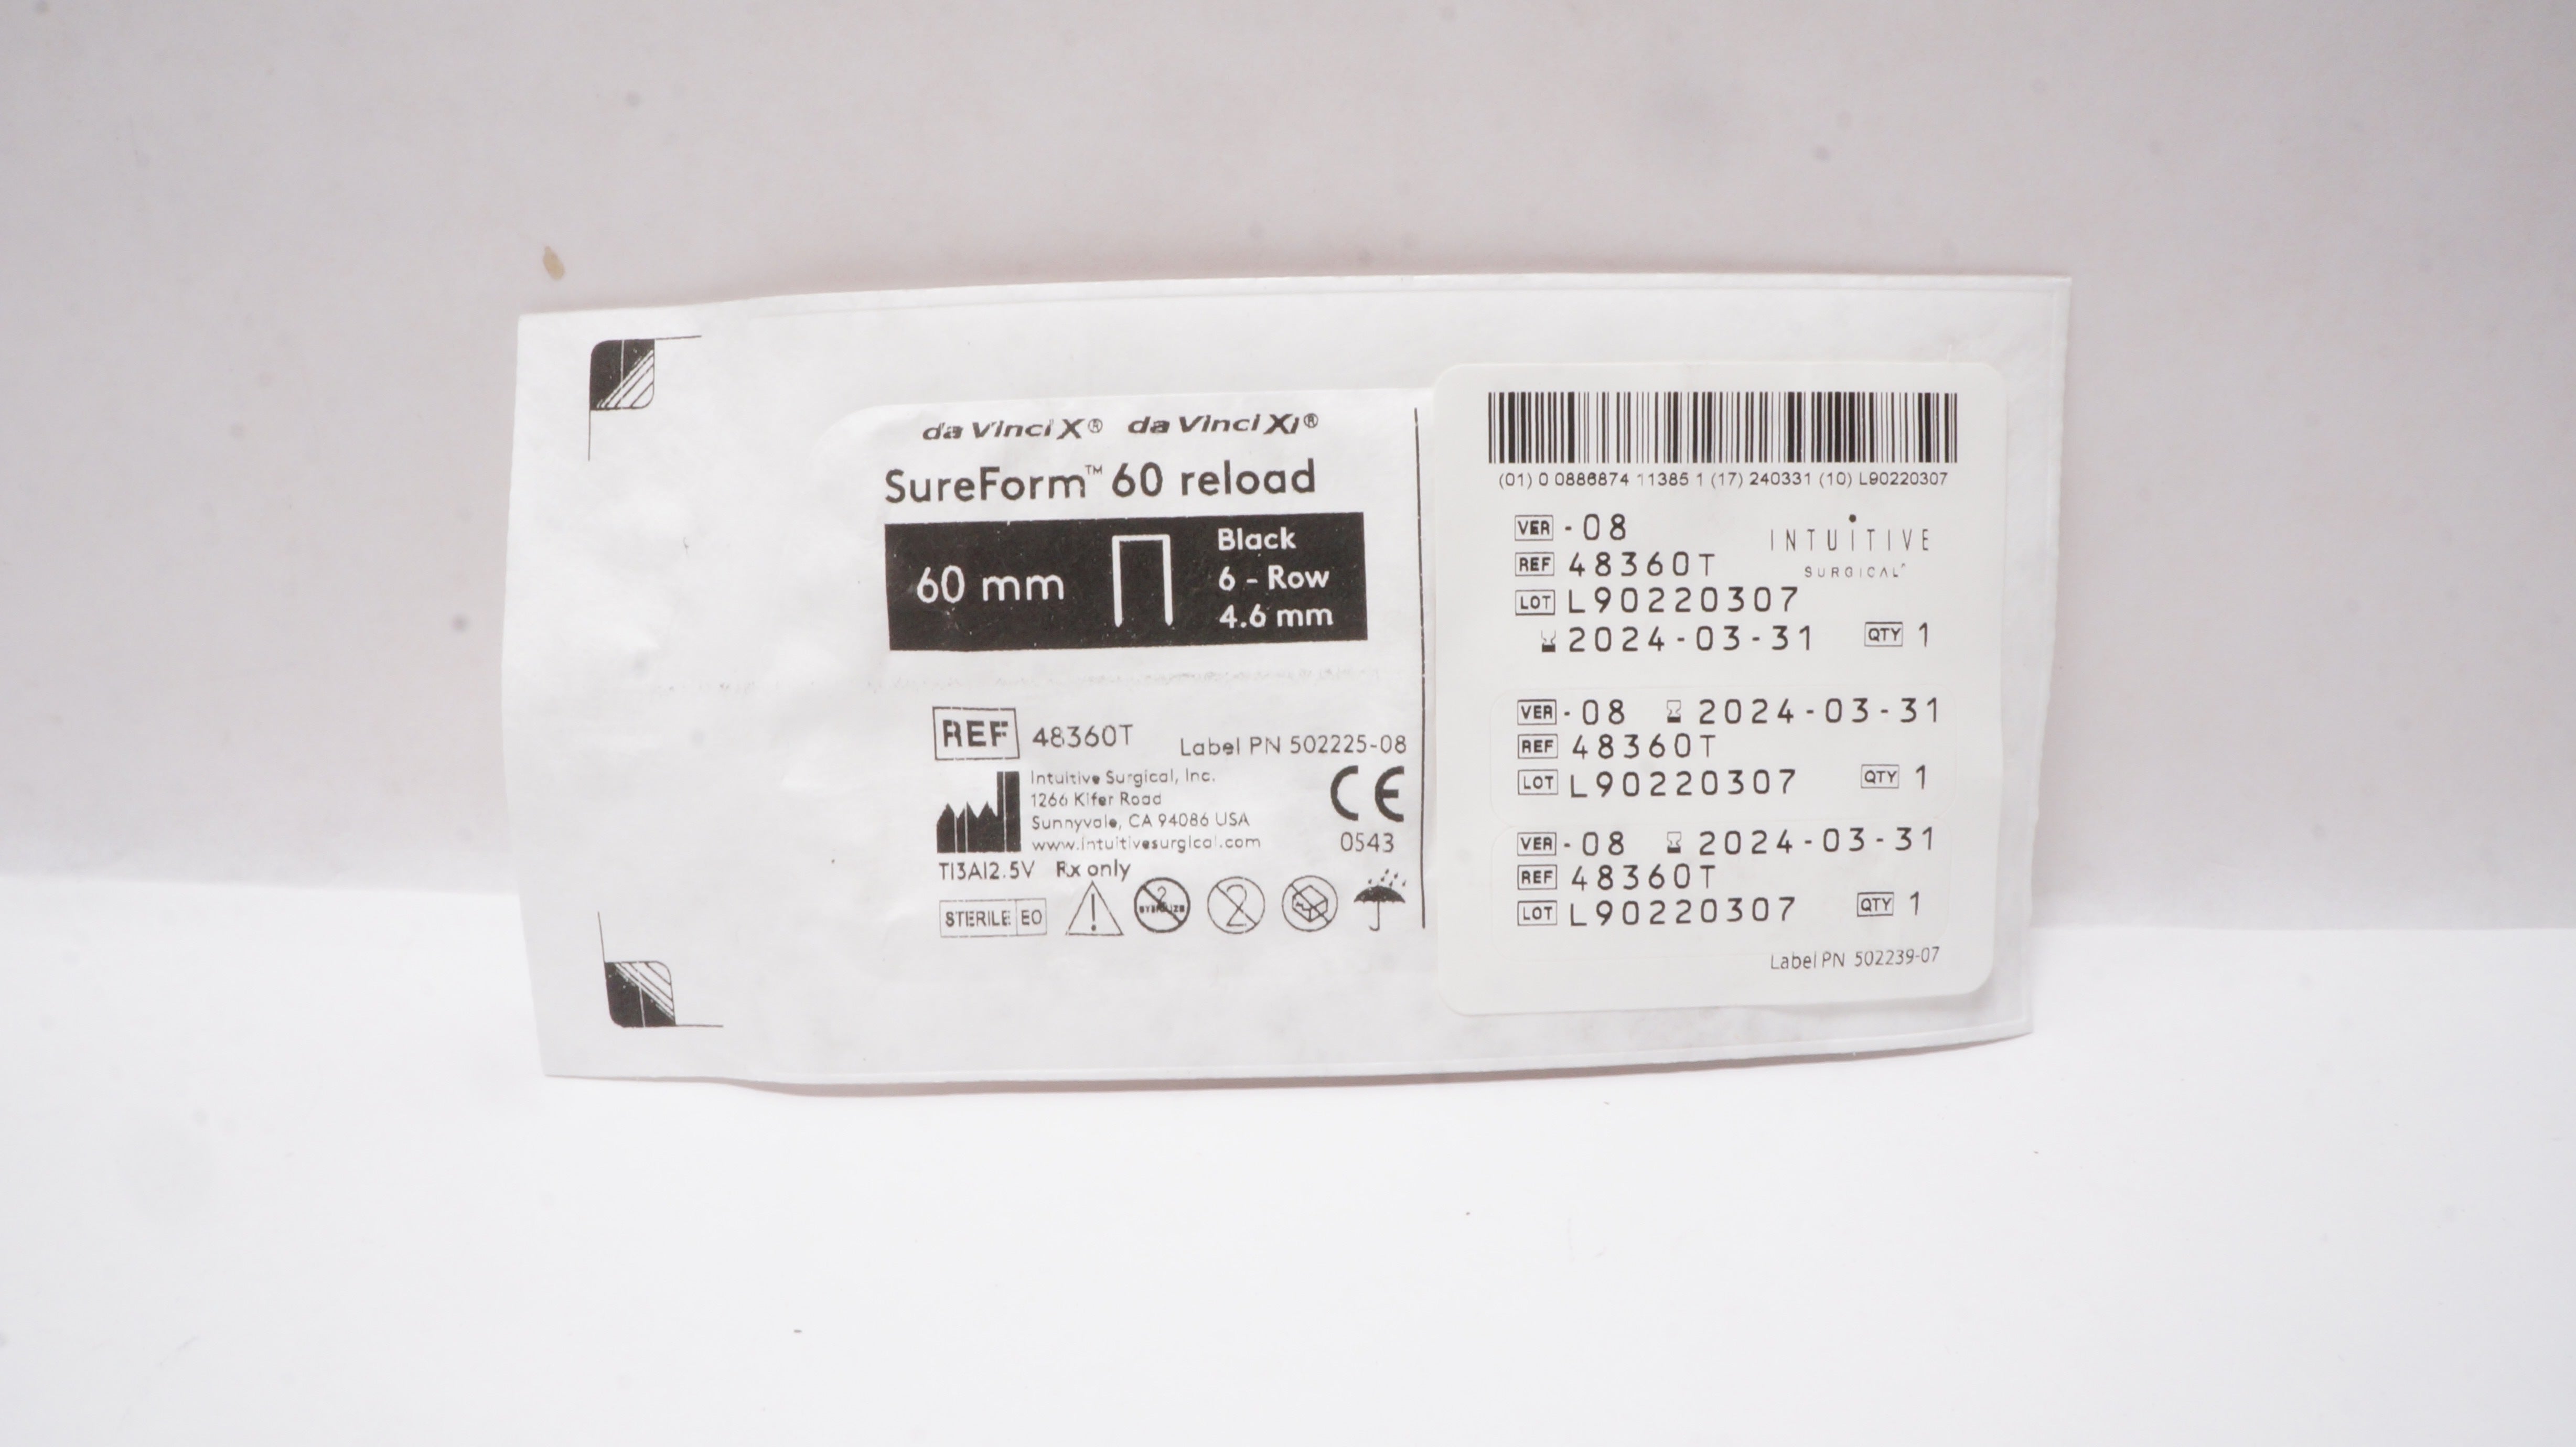 da Vinci X® da Vinci Xi®
SureForm™ 60 reload
60 mm
Black
6 - Row
4.6 mm
REF 48360T Label PN 502225-08
Intuitive Surgical, Inc.
1266 Kifer Road
Sunnyvale, CA 94086 USA
www.intuitivesurgical.com
CE
0543
TI3Al2.5V Rx only
STERILE EO
2
(01) 0 0886874 11385 1 (17) 240331 (10) L90220307
VER -08
INTUITIVE
SURGICAL
REF 48360T
LOT L90220307
2024-03-31 QTY 1
VER -08 2024-03-31
REF 48360T
LOT L90220307 QTY 1
VER -08 2024-03-31
REF 48360T
LOT L90220307 QTY 1
Label PN 502239-07